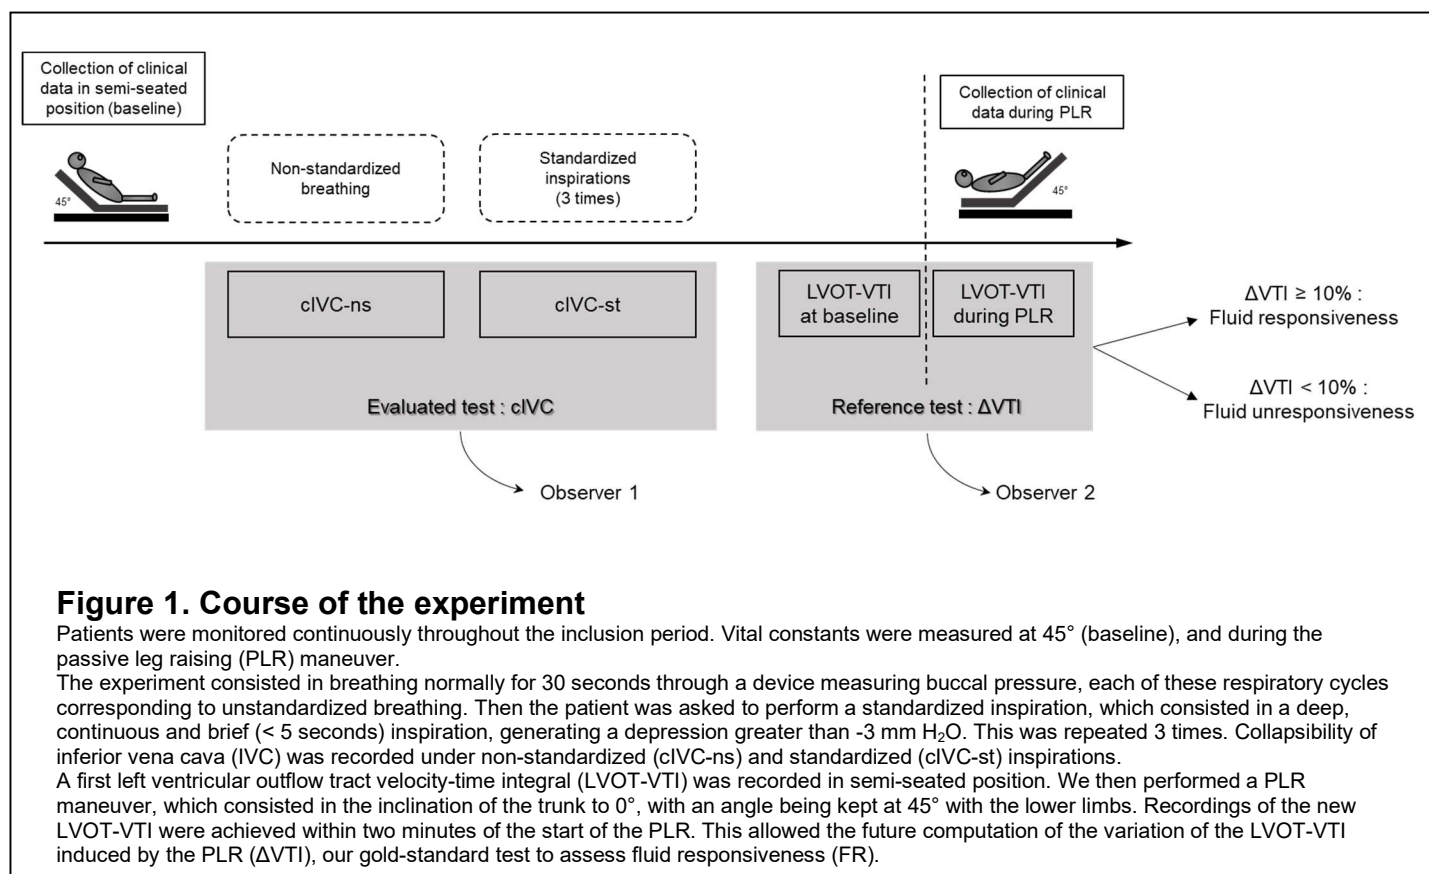 Collection of clinical
data in semi-seated
position (baseline)
45°
Non-standardized
breathing
Standardized
inspirations
(3 times)
Collection of clinical
data during PLR
45°
cIVC-ns
cIVC-st
Evaluated test : cIVC
LVOT-VTI
at baseline
LVOT-VTI
during PLR
Reference test : ΔVTI
ΔVTI ≥ 10% :
Fluid responsiveness
ΔVTI < 10% :
Fluid unresponsiveness
Observer 1
Observer 2
Figure 1. Course of the experiment
Patients were monitored continuously throughout the inclusion period. Vital constants were measured at 45° (baseline), and during the
passive leg raising (PLR) maneuver.
The experiment consisted in breathing normally for 30 seconds through a device measuring buccal pressure, each of these respiratory cycles
corresponding to unstandardized breathing. Then the patient was asked to perform a standardized inspiration, which consisted in a deep,
continuous and brief (< 5 seconds) inspiration, generating a depression greater than -3 mm H₂O. This was repeated 3 times. Collapsibility of
inferior vena cava (IVC) was recorded under non-standardized (cIVC-ns) and standardized (cIVC-st) inspirations.
A first left ventricular outflow tract velocity-time integral (LVOT-VTI) was recorded in semi-seated position. We then performed a PLR
maneuver, which consisted in the inclination of the trunk to 0°, with an angle being kept at 45° with the lower limbs. Recordings of the new
LVOT-VTI were achieved within two minutes of the start of the PLR. This allowed the future computation of the variation of the LVOT-VTI
induced by the PLR (ΔVTI), our gold-standard test to assess fluid responsiveness (FR).